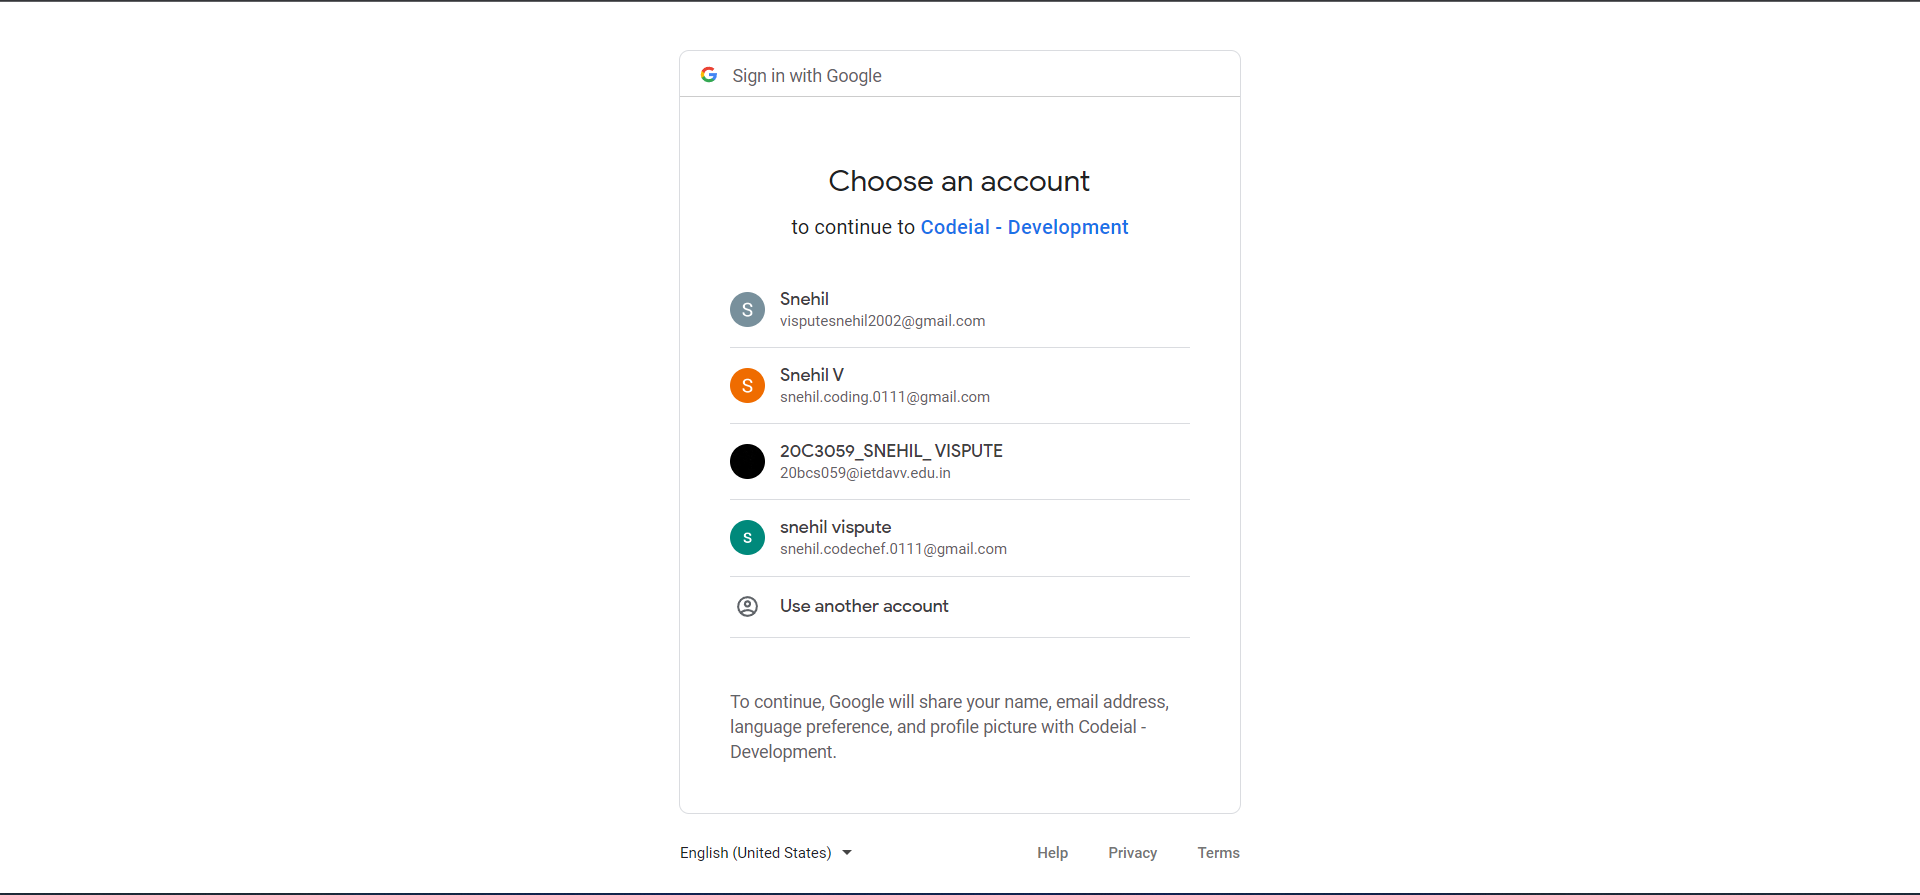 Sign in with Google
Choose an account
to continue to Codeial - Development
S
Snehil
visputesnehil2002@gmail.com
S
Snehil V
snehil.coding.0111@gmail.com
20C3059_SNEHIL_ VISPUTE
20bcs059@ietdavv.edu.in
s
snehil vispute
snehil.codechef.0111@gmail.com
Use another account
To continue, Google will share your name, email address,
language preference, and profile picture with Codeial -
Development.
English (United States)
Help
Privacy
Terms